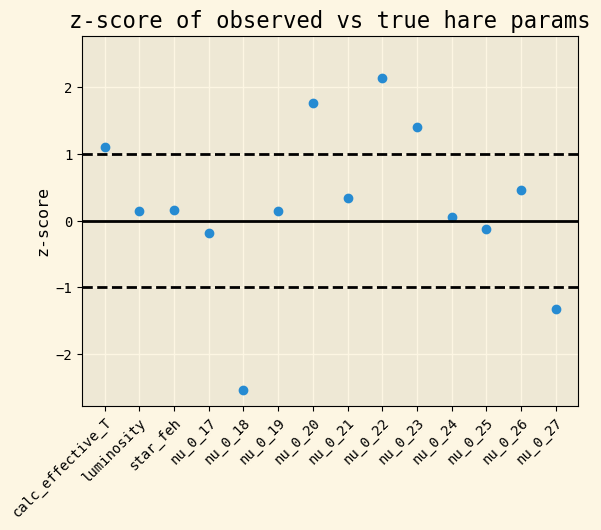 z-score of observed vs true hare params
z-score
2
1
0
−1
−2
calc_effective_T
luminosity
star_feh
nu_0_17
nu_0_18
nu_0_19
nu_0_20
nu_0_21
nu_0_22
nu_0_23
nu_0_24
nu_0_25
nu_0_26
nu_0_27